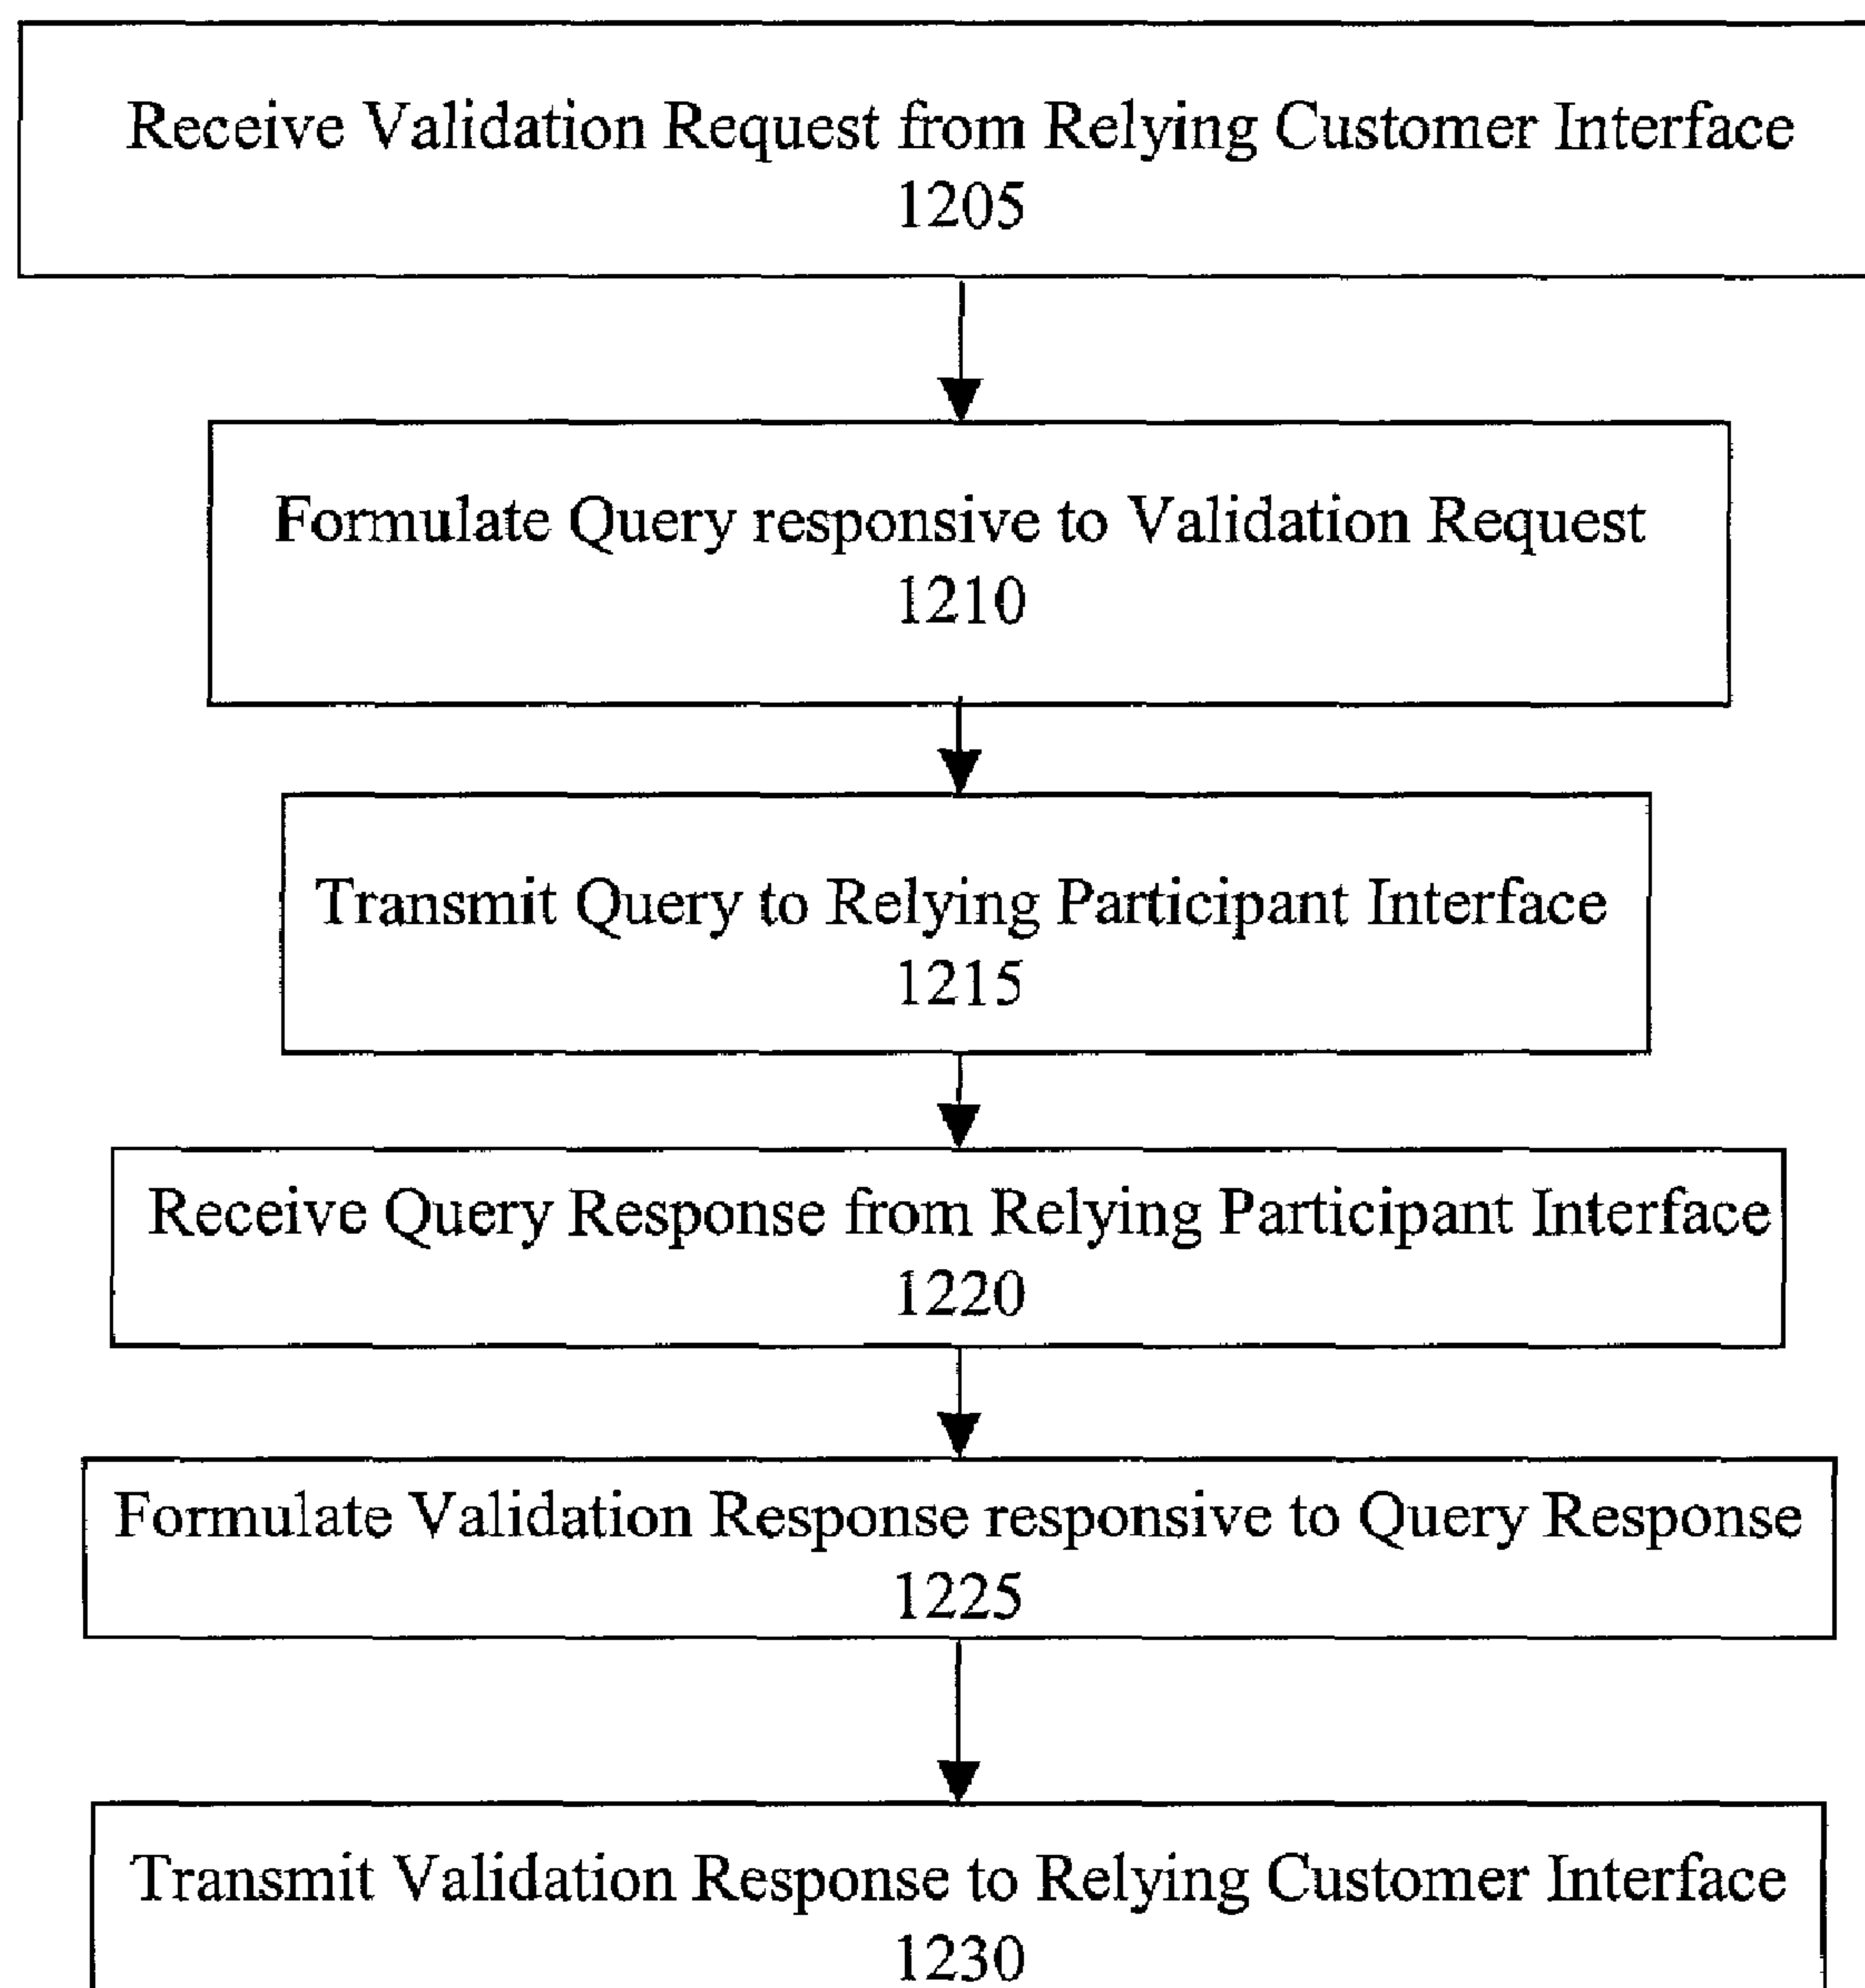 Receive Validation Request from Relying Customer Interface
1205
Formulate Query responsive to Validation Request
1210
Transmit Query to Relying Participant Interface
1215
Receive Query Response from Relying Participant Interface
1220
Formulate Validation Response responsive to Query Response
1225
Transmit Validation Response to Relying Customer Interface
1230